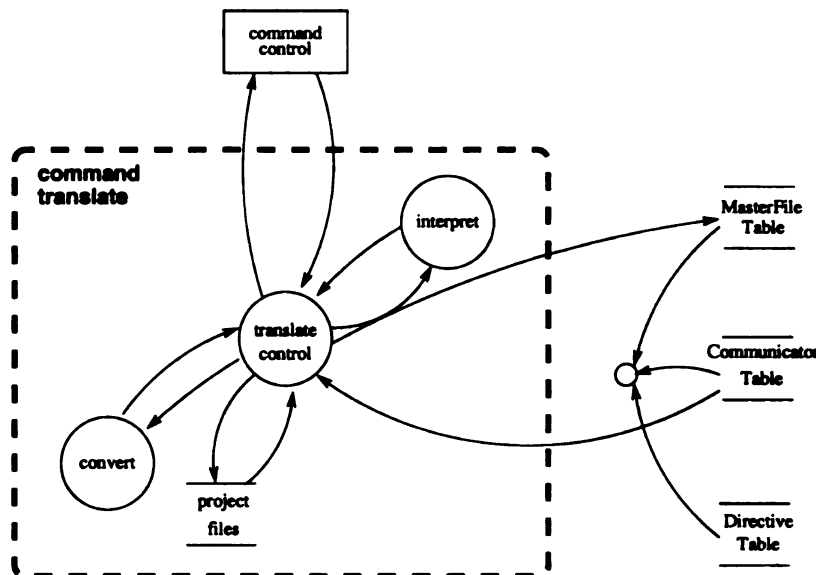 command
control
command
translate
interpret
MasterFile
Table
translate
control
Communicator
Table
convert
project
files
Directive
Table